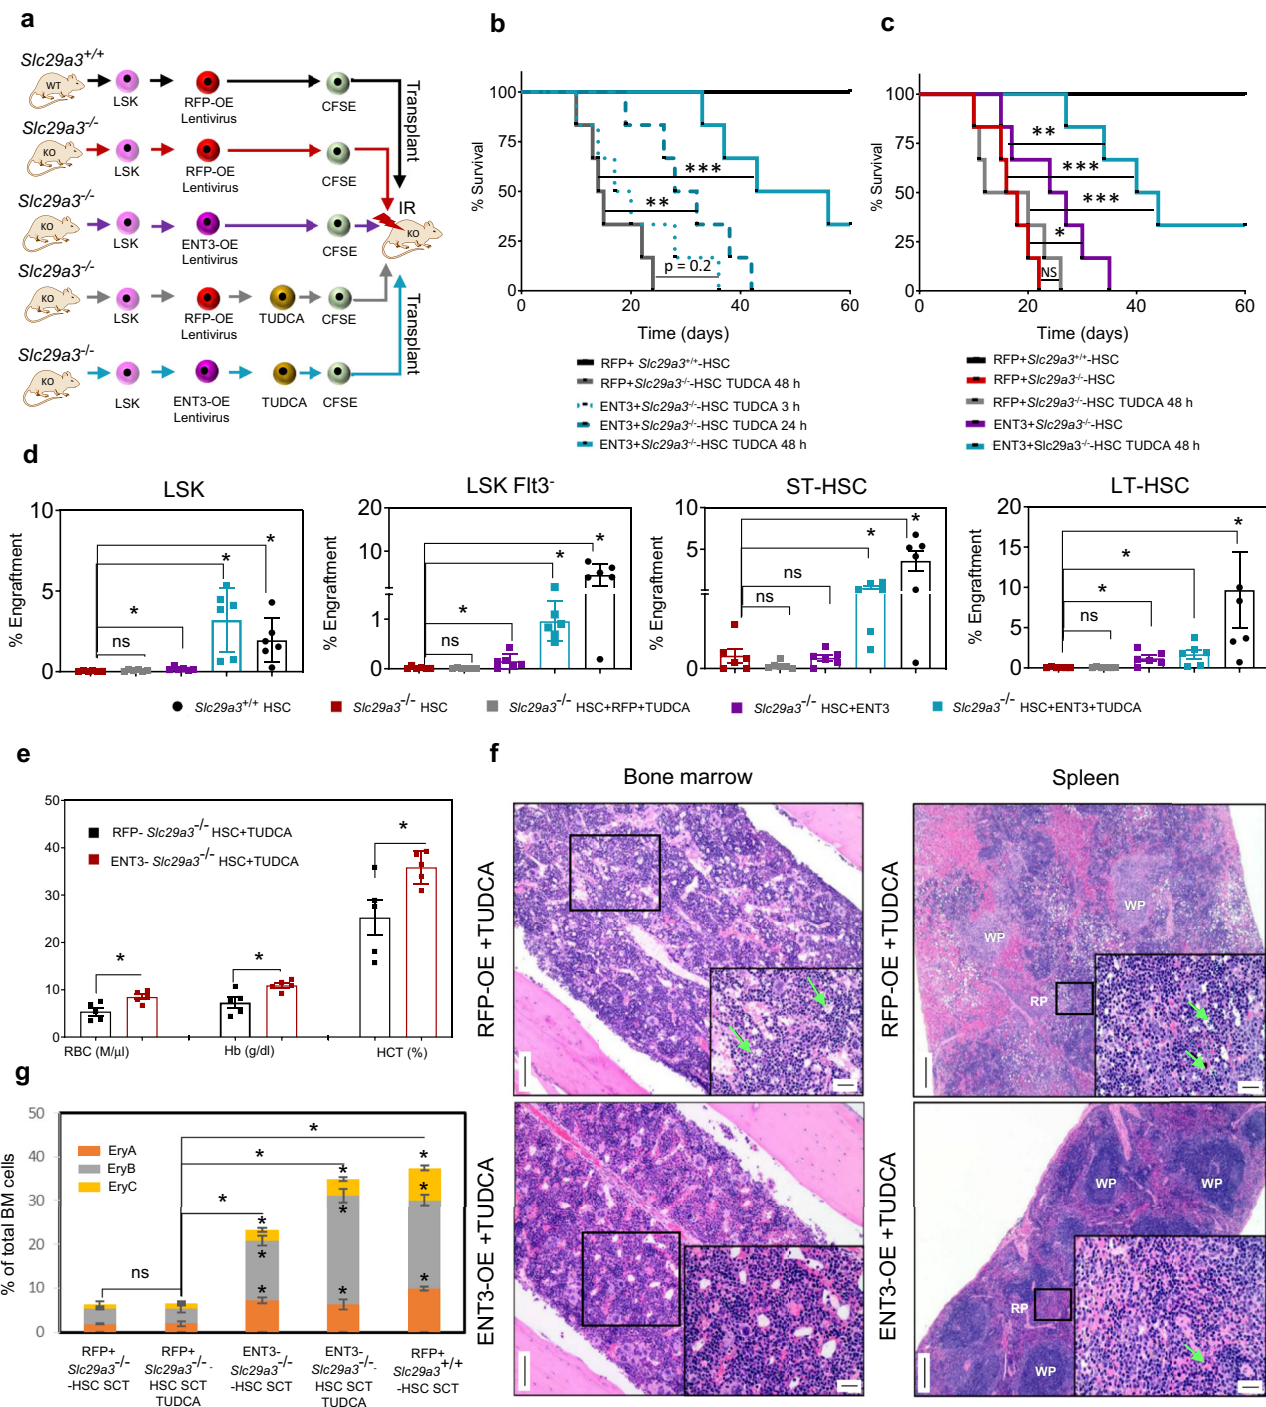 a
Slc29a3+/+
WT
LSK
RFP-OE
Lentivirus
CFSE
Transplant
Slc29a3-/-
KO
LSK
RFP-OE
Lentivirus
CFSE
Slc29a3-/-
KO
LSK
ENT3-OE
Lentivirus
CFSE
IR
KO
Slc29a3-/-
KO
LSK
RFP-OE
Lentivirus
TUDCA
CFSE
Slc29a3-/-
KO
LSK
ENT3-OE
Lentivirus
TUDCA
CFSE
Transplant
b
% Survival
100
75
50
25
0
***
**
p = 0.2
0 20 40 60
Time (days)
RFP+ Slc29a3+/+-HSC
RFP+Slc29a3-/--HSC TUDCA 48 h
ENT3+Slc29a3-/--HSC TUDCA 3 h
ENT3+Slc29a3-/--HSC TUDCA 24 h
ENT3+Slc29a3-/--HSC TUDCA 48 h
c
% Survival
100
75
50
25
0
**
***
***
*
NS
0 20 40 60
Time (days)
RFP+Slc29a3+/+-HSC
RFP+Slc29a3-/--HSC
RFP+Slc29a3-/--HSC TUDCA 48 h
ENT3+Slc29a3-/--HSC
ENT3+Slc29a3-/--HSC TUDCA 48 h
d
LSK
% Engraftment
10
5
0
*
*
*
ns
LSK Flt3-
% Engraftment
20
10
1
0
*
*
*
ns
ST-HSC
% Engraftment
10
5
0
*
*
ns
ns
LT-HSC
% Engraftment
20
15
10
5
0
*
*
*
ns
Slc29a3+/+ HSC
Slc29a3-/- HSC
Slc29a3-/- HSC+RFP+TUDCA
Slc29a3-/- HSC+ENT3
Slc29a3-/- HSC+ENT3+TUDCA
e
50
40
30
20
10
0
RFP- Slc29a3-/- HSC+TUDCA
ENT3- Slc29a3-/- HSC+TUDCA
*
*
*
RBC (M/µl)
Hb (g/dl)
HCT (%)
f
Bone marrow
Spleen
RFP-OE +TUDCA
RFP-OE +TUDCA
WP
WP
RP
ENT3-OE +TUDCA
ENT3-OE +TUDCA
WP
WP
RP
WP
g
% of total BM cells
50
40
30
20
10
0
EryA
EryB
EryC
ns
*
*
*
*
*
*
*
*
*
*
*
*
RFP+
Slc29a3-/-
-HSC SCT
RFP+
Slc29a3-/--
HSC SCT
TUDCA
ENT3-
Slc29a3-/-
-HSC SCT
ENT3-
Slc29a3-/--
HSC SCT
TUDCA
RFP+
Slc29a3+/+
-HSC SCT